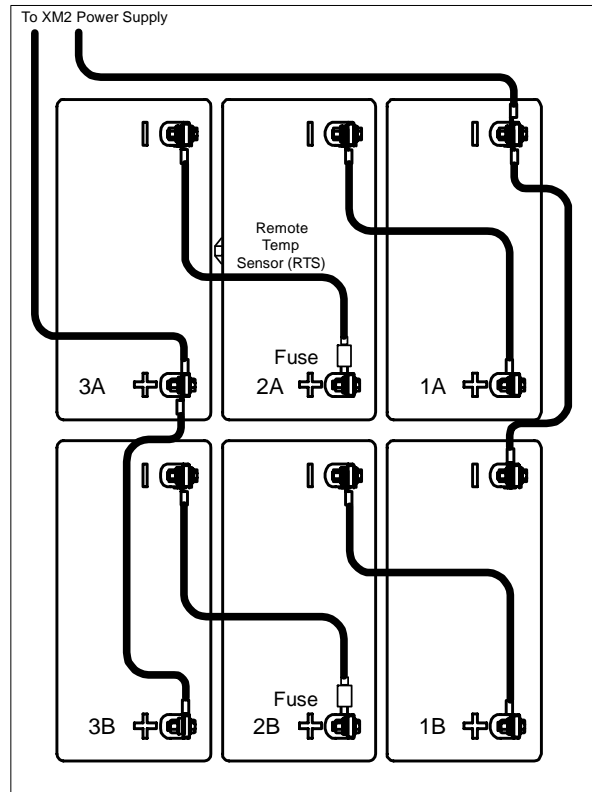 To XM2 Power Supply
Remote
Temp
Sensor (RTS)
Fuse
3A
2A
1A
Fuse
3B
2B
1B